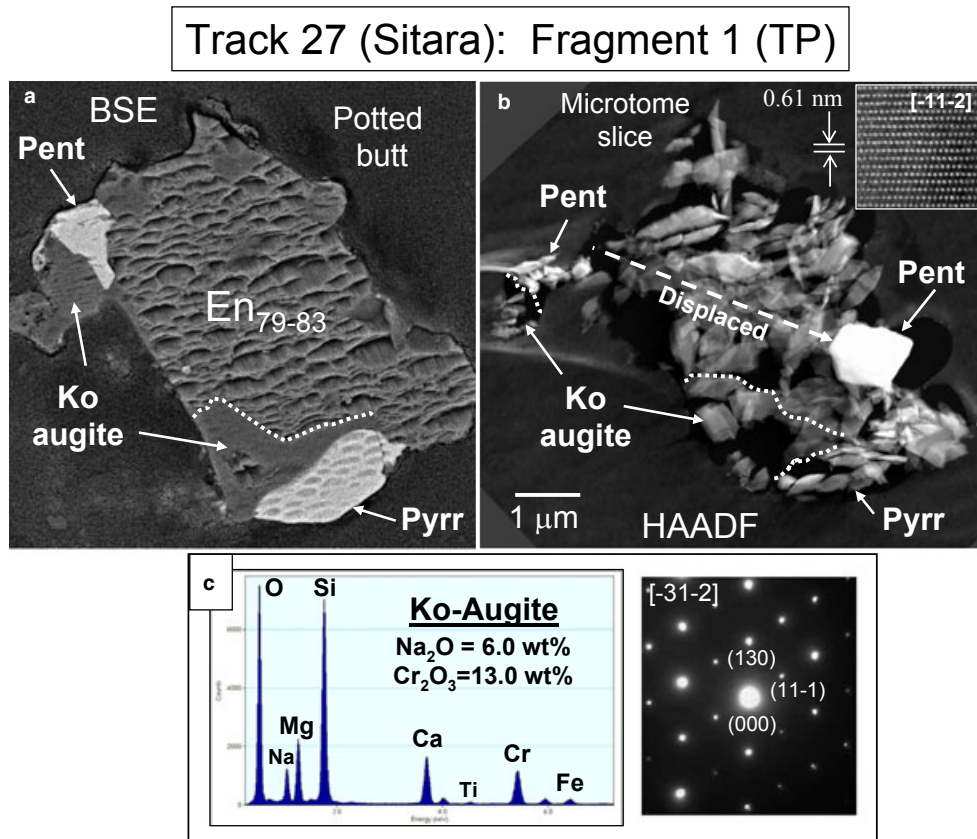 Track 27 (Sitara): Fragment 1 (TP)
a
BSE
Potted
butt
Pent
En79-83
Ko
augite
Pyrr
b
Microtome
slice
0.61 nm
[-11-2]
Pent
Pent
Displaced
Ko
augite
1 μm
HAADF
Pyrr
c
O
Si
Ko-Augite
Na2O = 6.0 wt%
Cr2O3=13.0 wt%
Mg
Na
Ca
Ti
Cr
Fe
[-31-2]
(130)
(11-1)
(000)